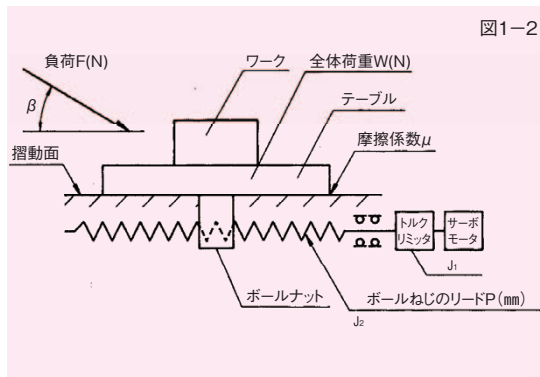 図1−2
負荷F(N)
ワーク
全体荷重W(N)
テーブル
β
摩擦係数μ
摺動面
トルク
リミッタ
サーボ
モータ
J₁
ボールナット
ボールねじのリードP(㎜)
J₂